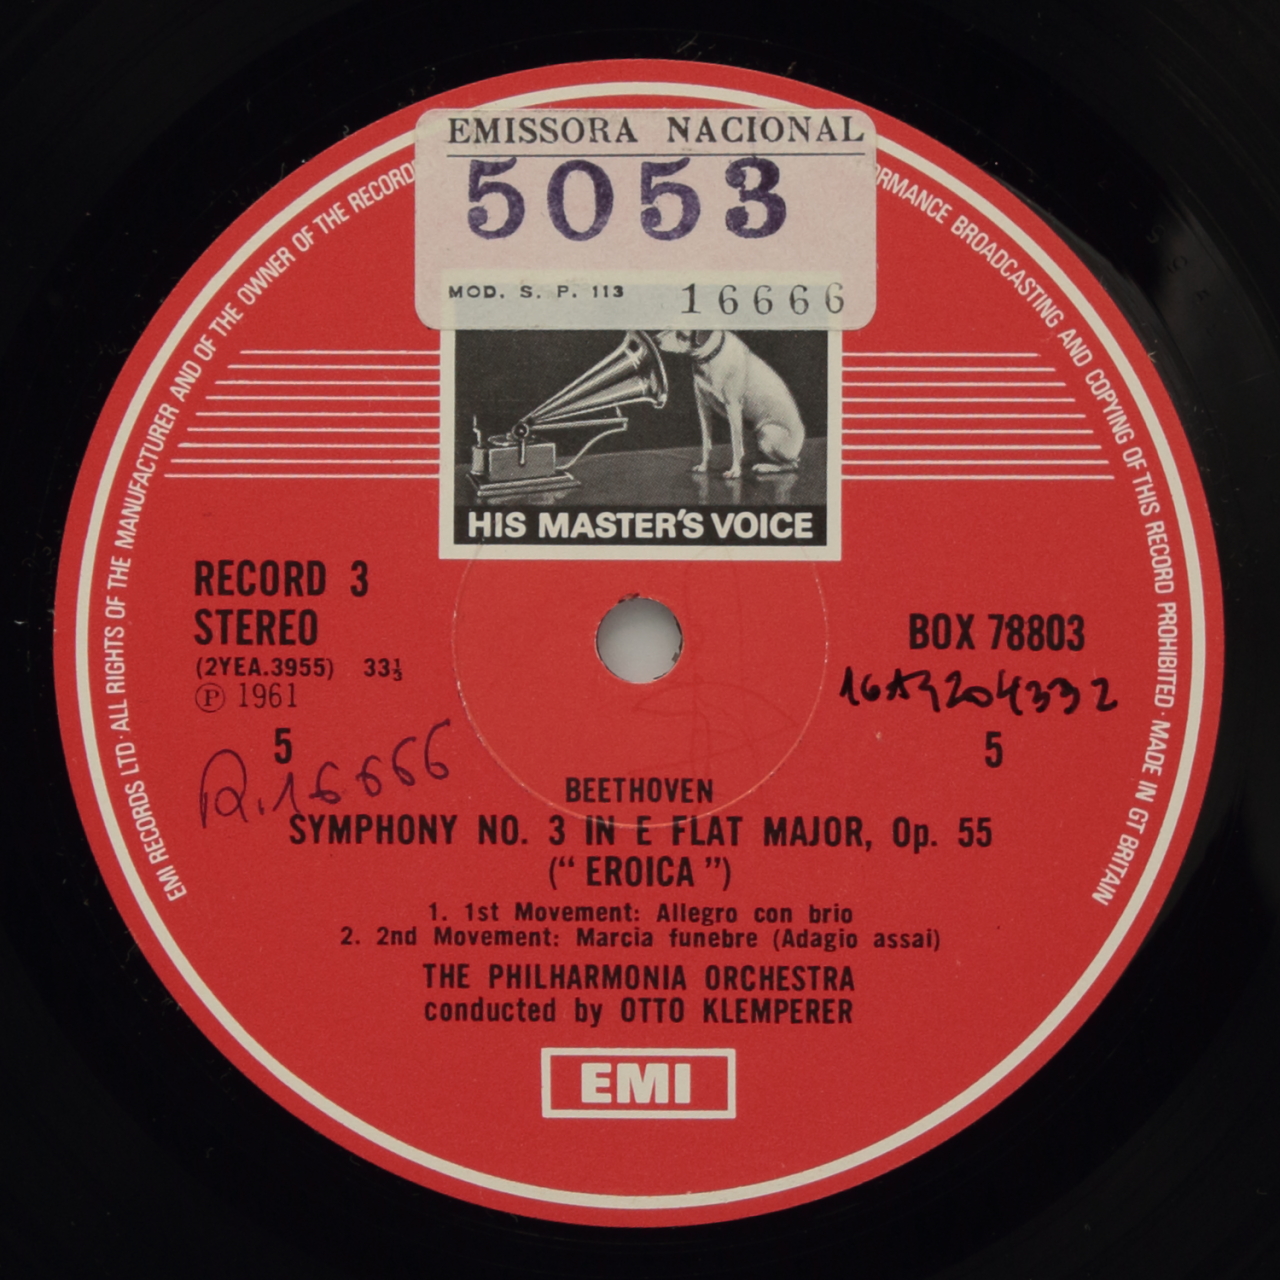 EMISSORA NACIONAL
5053
MOD. S. P. 113 16666
HIS MASTER'S VOICE
RECORD 3
STEREO
(2YEA.3955) 33⅓
℗ 1961
5
R.16666
BOX 78803
5
BEETHOVEN
SYMPHONY NO. 3 IN E FLAT MAJOR, Op. 55
(“ EROICA ”)
1. 1st Movement: Allegro con brio
2. 2nd Movement: Marcia funebre (Adagio assai)
THE PHILHARMONIA ORCHESTRA
conducted by OTTO KLEMPERER
EMI
EMI RECORDS LTD · ALL RIGHTS OF THE MANUFACTURER AND OF THE OWNER OF THE RECORDED
BROADCASTING AND COPYING OF THIS RECORD PROHIBITED · MADE IN GT BRITAIN